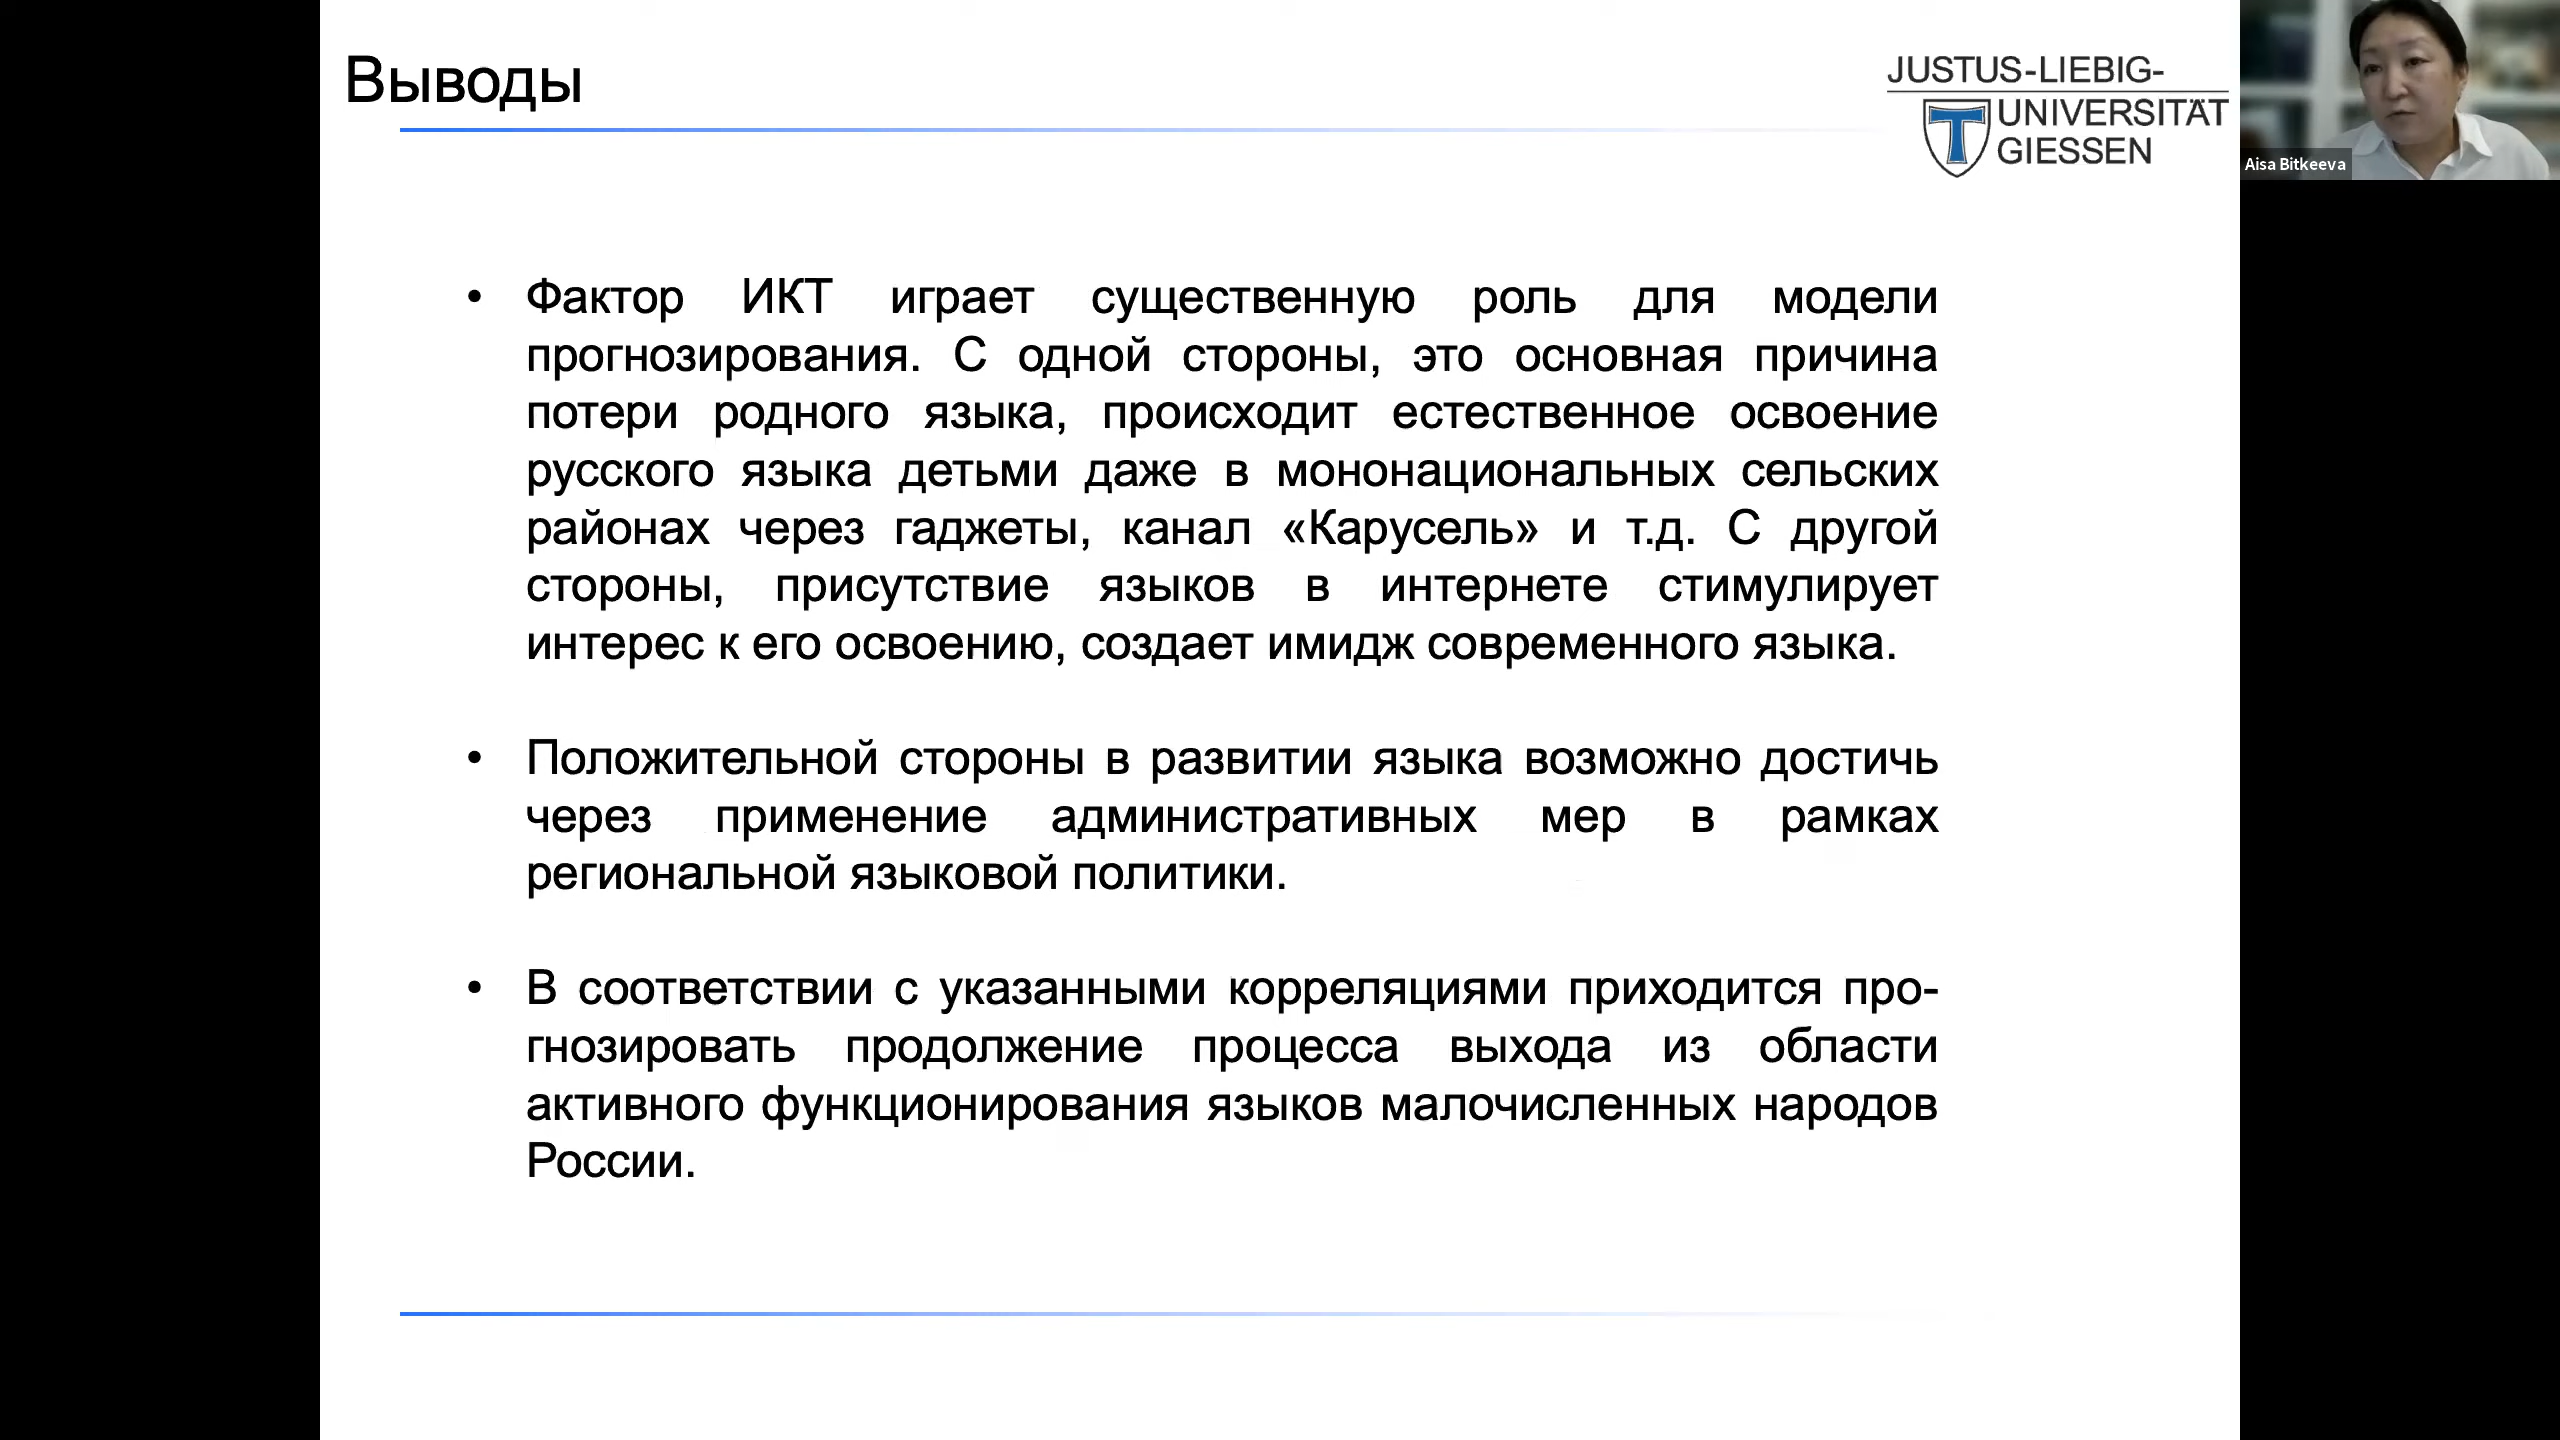 Выводы
JUSTUS-LIEBIG-
UNIVERSITÄT
GIESSEN
Aisa Bitkeeva
• Фактор ИКТ играет существенную роль для модели
прогнозирования. С одной стороны, это основная причина
потери родного языка, происходит естественное освоение
русского языка детьми даже в мононациональных сельских
районах через гаджеты, канал «Карусель» и т.д. С другой
стороны, присутствие языков в интернете стимулирует
интерес к его освоению, создает имидж современного языка.
• Положительной стороны в развитии языка возможно достичь
через применение административных мер в рамках
региональной языковой политики.
• В соответствии с указанными корреляциями приходится про-
гнозировать продолжение процесса выхода из области
активного функционирования языков малочисленных народов
России.